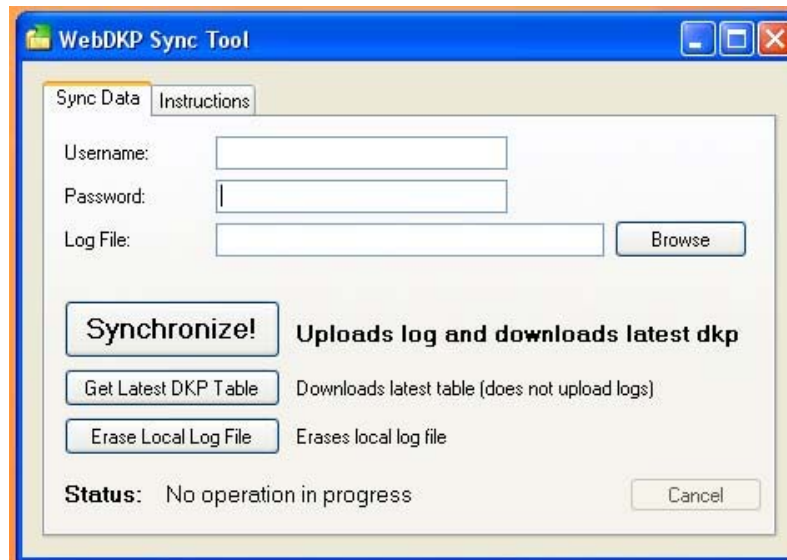 WebDKP Sync Tool
Sync Data Instructions
Username:
Password:
Log File: Browse
Synchronize! Uploads log and downloads latest dkp
Get Latest DKP Table Downloads latest table (does not upload logs)
Erase Local Log File Erases local log file
Status: No operation in progress Cancel